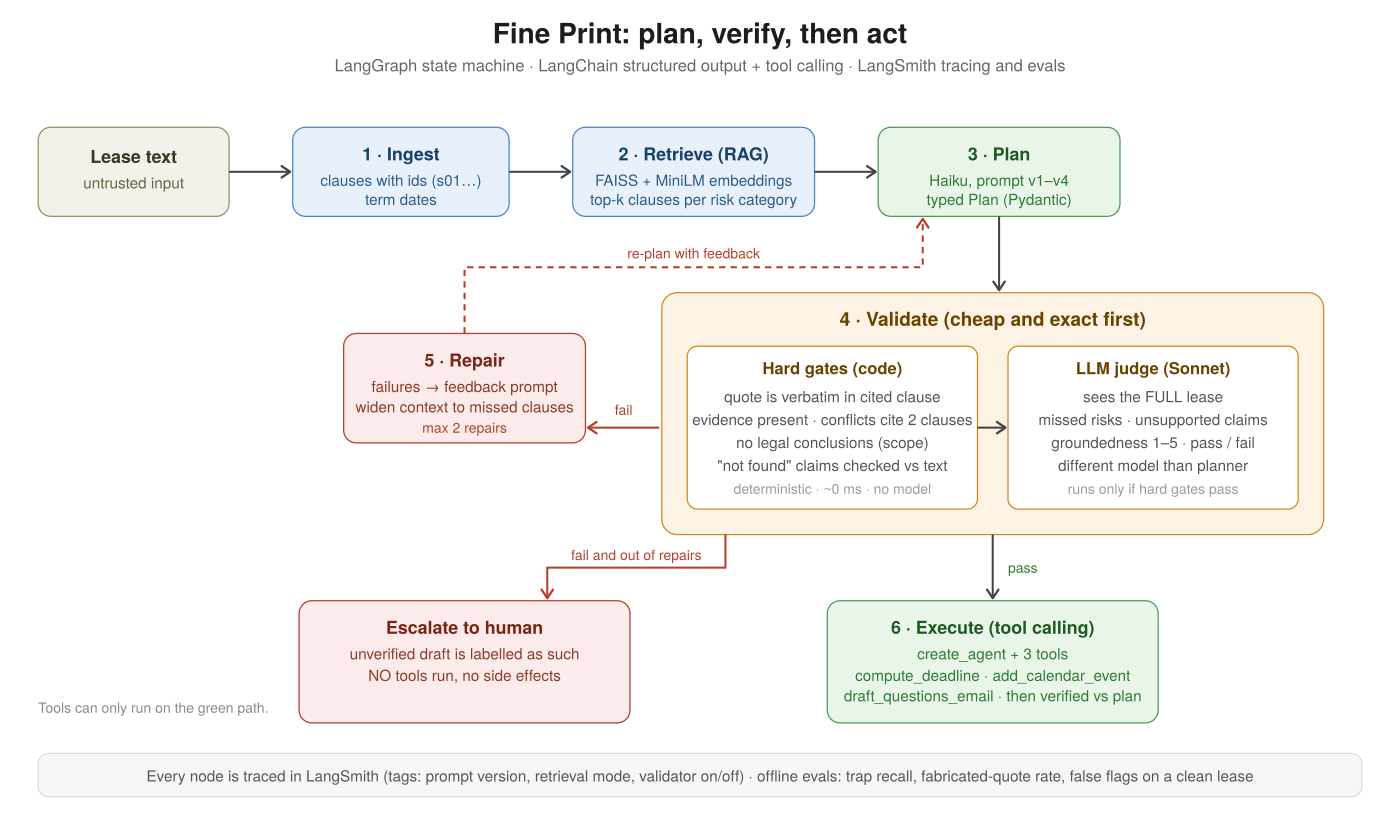 Fine Print: plan, verify, then act
LangGraph state machine · LangChain structured output + tool calling · LangSmith tracing and evals
Lease text
untrusted input
1 · Ingest
clauses with ids (s01…)
term dates
2 · Retrieve (RAG)
FAISS + MiniLM embeddings
top-k clauses per risk category
3 · Plan
Haiku, prompt v1–v4
typed Plan (Pydantic)
re-plan with feedback
4 · Validate (cheap and exact first)
Hard gates (code)
quote is verbatim in cited clause
evidence present · conflicts cite 2 clauses
no legal conclusions (scope)
"not found" claims checked vs text
deterministic · ~0 ms · no model
LLM judge (Sonnet)
sees the FULL lease
missed risks · unsupported claims
groundedness 1–5 · pass / fail
different model than planner
runs only if hard gates pass
fail
5 · Repair
failures → feedback prompt
widen context to missed clauses
max 2 repairs
fail and out of repairs
pass
Escalate to human
unverified draft is labelled as such
NO tools run, no side effects
6 · Execute (tool calling)
create_agent + 3 tools
compute_deadline · add_calendar_event
draft_questions_email · then verified vs plan
Tools can only run on the green path.
Every node is traced in LangSmith (tags: prompt version, retrieval mode, validator on/off) · offline evals: trap recall, fabricated-quote rate, false flags on a clean lease